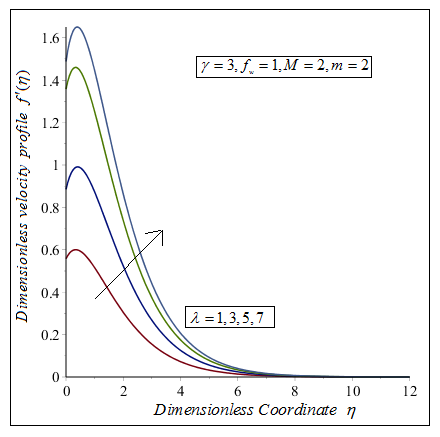 1.6
1.4
1.2
1
0.8
0.6
0.4
0.2
0
0 2 4 6 8 10 12
Dimensionless velocity profile f'(η)
γ = 3, f_w = 1, M = 2, m = 2
λ = 1, 3, 5, 7
Dimensionless Coordinate η